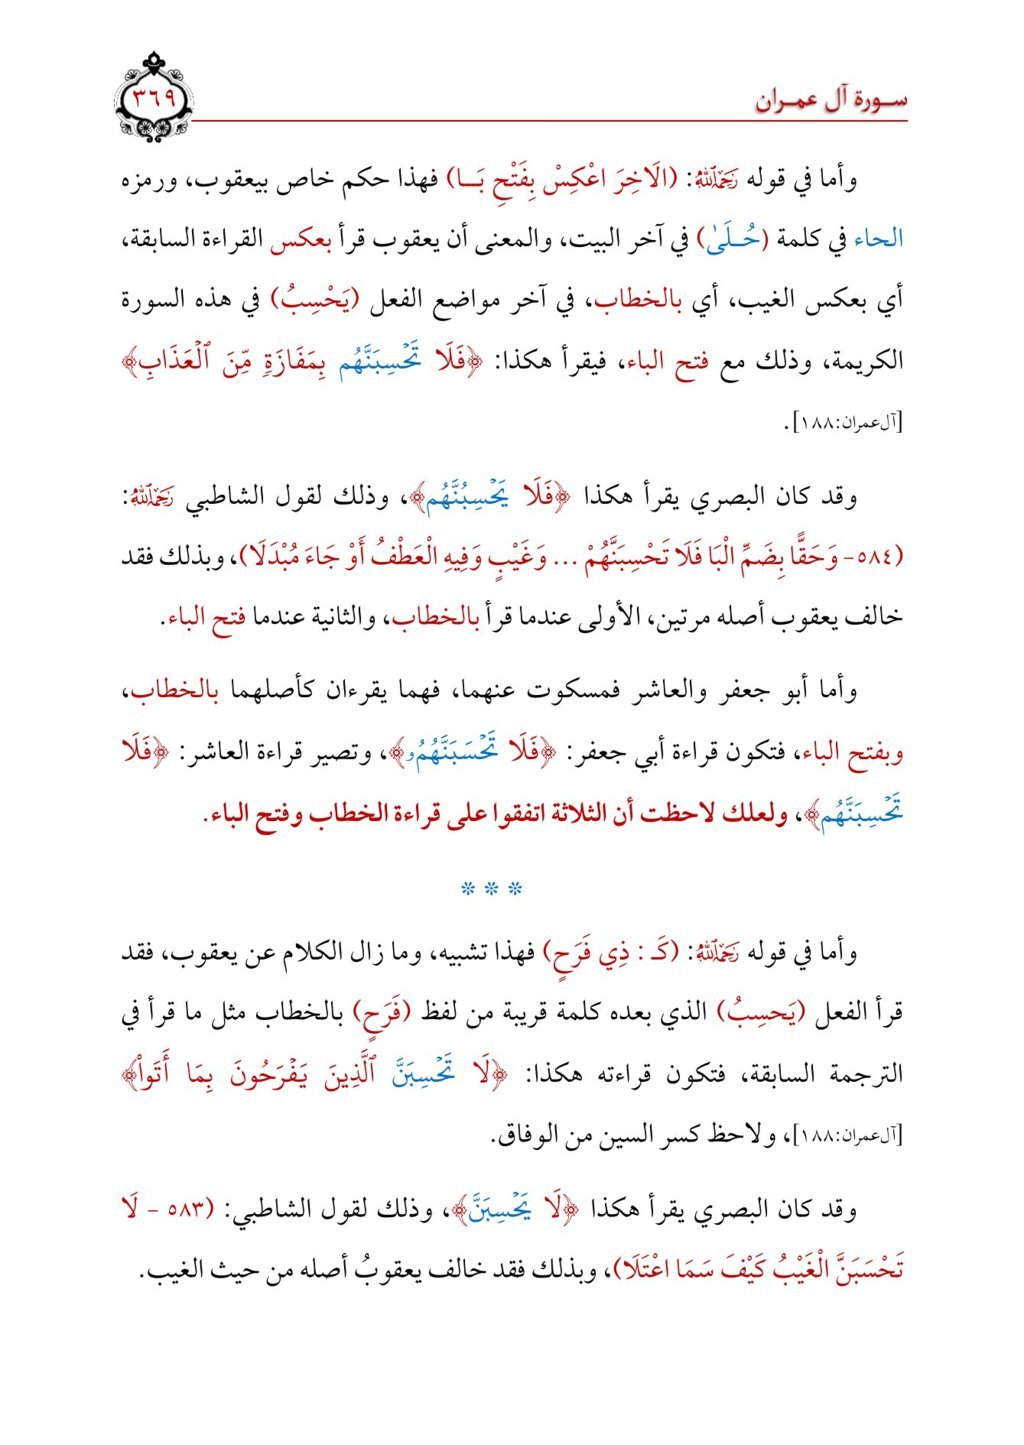 سورة آل عمران
٣٦٩
وأما في قوله رَحِمَهُ ٱللَّهُ: (الَاخِرَ اعْكِسْ بِفَتْحِ بَـا) فهذا حكم خاص بيعقوب، ورمزه
الحاء في كلمة (حُـلَىٰ) في آخر البيت، والمعنى أن يعقوب قرأ بعكس القراءة السابقة،
أي بعكس الغيب، أي بالخطاب، في آخر مواضع الفعل (يَحْسِبُ) في هذه السورة
الكريمة، وذلك مع فتح الباء، فيقرأ هكذا: ﴿فَلَا تَحۡسِبَنَّهُم بِمَفَازَةٖ مِّنَ ٱلۡعَذَابِ﴾
[آل عمران: ١٨٨].
وقد كان البصري يقرأ هكذا ﴿فَلَا يَحۡسِبُنَّهُم﴾، وذلك لقول الشاطبي رَحِمَهُ ٱللَّهُ:
(٥٨٤- وَحَقًّا بِضَمِّ الْبَا فَلَا تَحْسِبَنَّهُمْ ... وَغَيْبٍ وَفِيهِ الْعَطْفُ أَوْ جَاءَ مُبْدَلَا)، وبذلك فقد
خالف يعقوب أصله مرتين، الأولى عندما قرأ بالخطاب، والثانية عندما فتح الباء.
وأما أبو جعفر والعاشر فمسكوت عنهما، فهما يقرءان كأصلهما بالخطاب،
وبفتح الباء، فتكون قراءة أبي جعفر: ﴿فَلَا تَحۡسَبَنَّهُمُۥ﴾، وتصير قراءة العاشر: ﴿فَلَا
تَحۡسِبَنَّهُم﴾، ولعلك لاحظت أن الثلاثة اتفقوا على قراءة الخطاب وفتح الباء.
* * *
وأما في قوله رَحِمَهُ ٱللَّهُ: (كَـ : ذِي فَرَحٍ) فهذا تشبيه، وما زال الكلام عن يعقوب، فقد
قرأ الفعل (يَحسِبُ) الذي بعده كلمة قريبة من لفظ (فَرَحٍ) بالخطاب مثل ما قرأ في
الترجمة السابقة، فتكون قراءته هكذا: ﴿لَا تَحۡسِبَنَّ ٱلَّذِينَ يَفۡرَحُونَ بِمَا أَتَواْ﴾
[آل عمران: ١٨٨]، ولاحظ كسر السين من الوفاق.
وقد كان البصري يقرأ هكذا ﴿لَا يَحۡسِبَنَّ﴾، وذلك لقول الشاطبي: (٥٨٣ - لَا
تَحْسَبَنَّ الْغَيْبُ كَيْفَ سَمَا اعْتَلَا)، وبذلك فقد خالف يعقوبُ أصله من حيث الغيب.